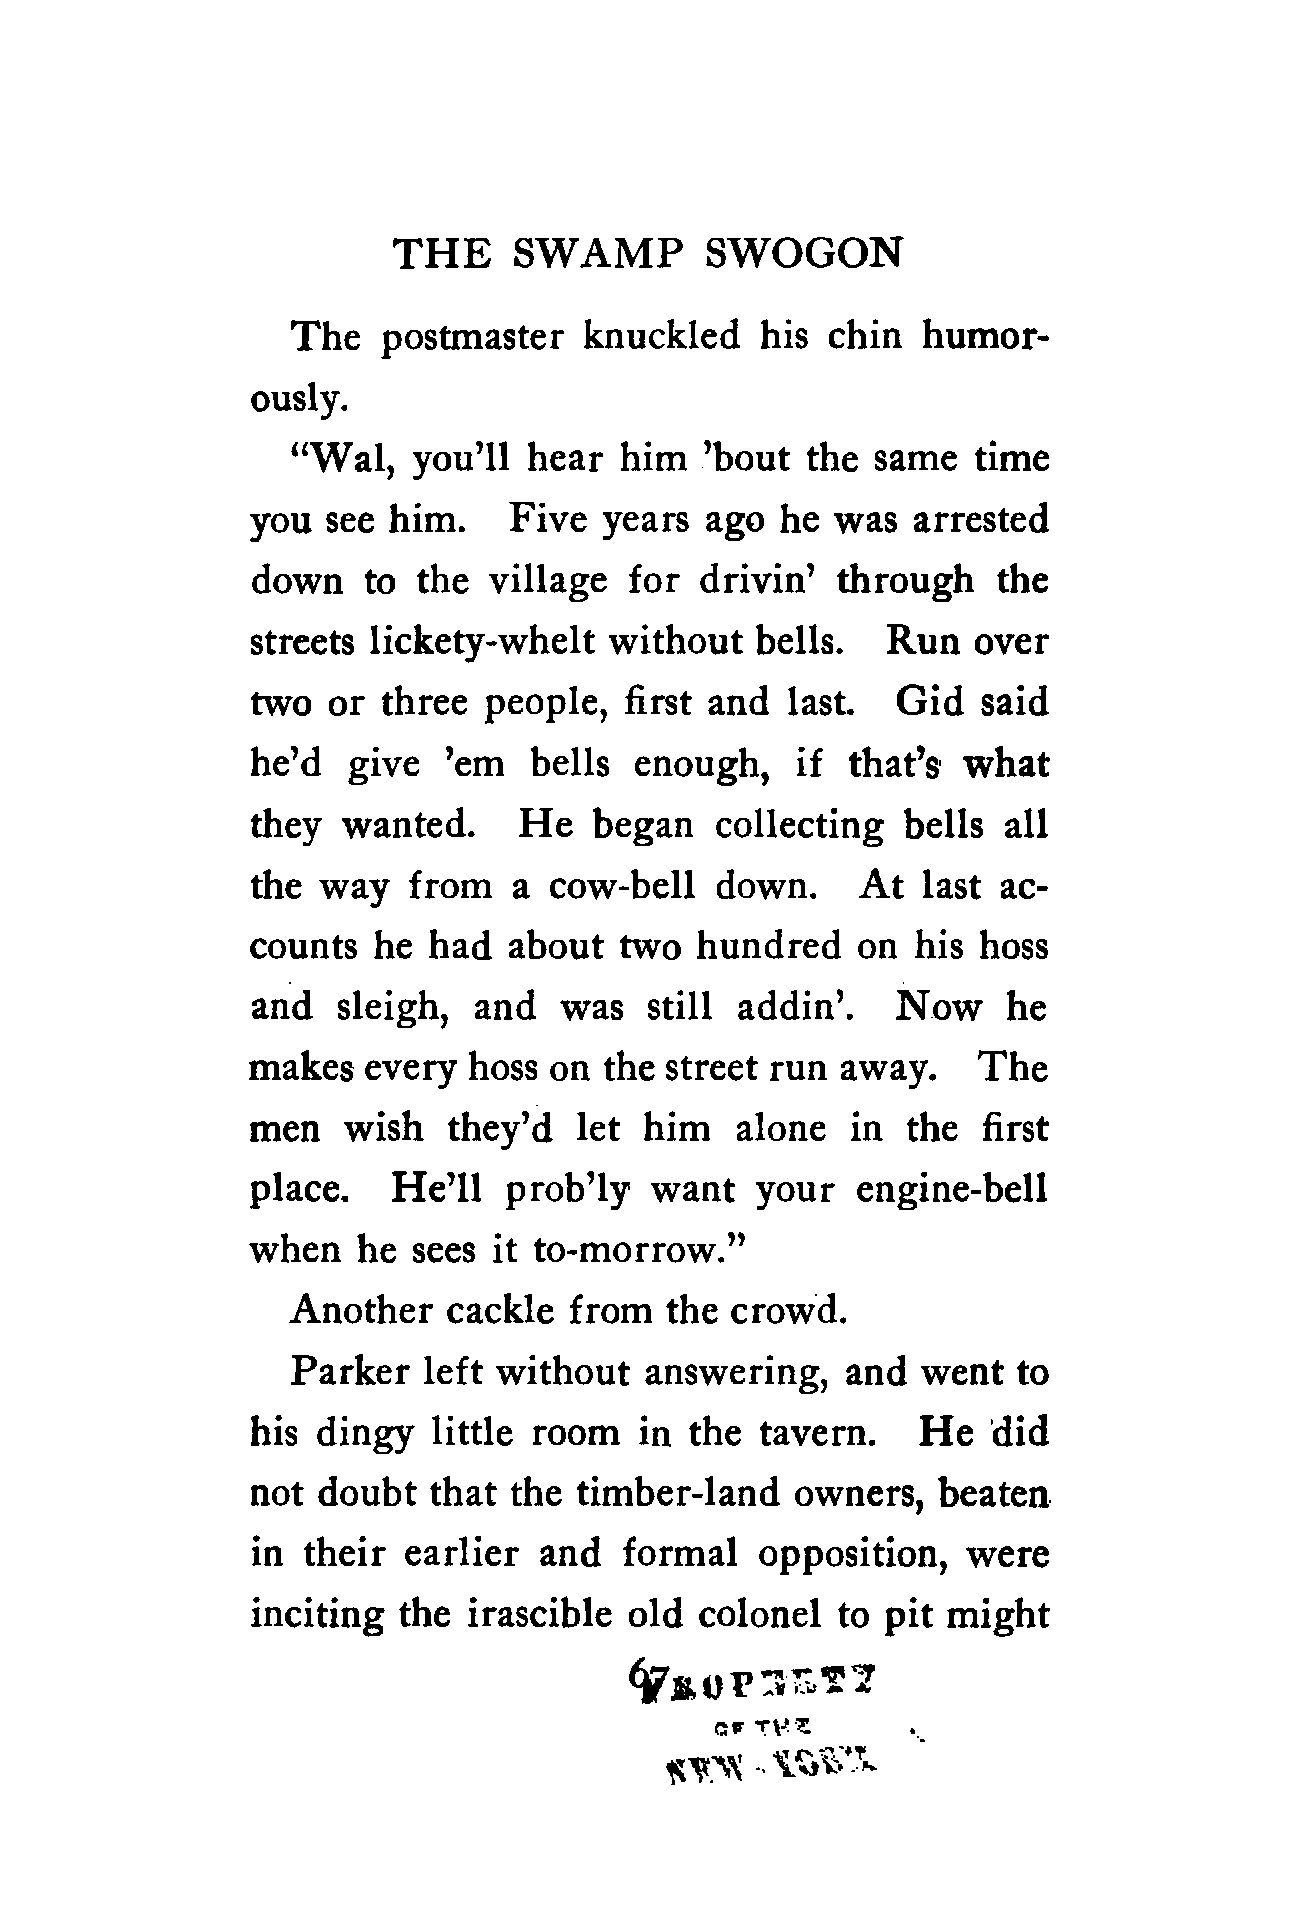 THE SWAMP SWOGON
The postmaster knuckled his chin humor-
ously.
“Wal, you’ll hear him ’bout the same time
you see him. Five years ago he was arrested
down to the village for drivin’ through the
streets lickety-whelt without bells. Run over
two or three people, first and last. Gid said
he’d give ’em bells enough, if that’s what
they wanted. He began collecting bells all
the way from a cow-bell down. At last ac-
counts he had about two hundred on his hoss
and sleigh, and was still addin’. Now he
makes every hoss on the street run away. The
men wish they’d let him alone in the first
place. He’ll prob’ly want your engine-bell
when he sees it to-morrow.”
Another cackle from the crowd.
Parker left without answering, and went to
his dingy little room in the tavern. He did
not doubt that the timber-land owners, beaten
in their earlier and formal opposition, were
inciting the irascible old colonel to pit might
67
OF THE
NEW